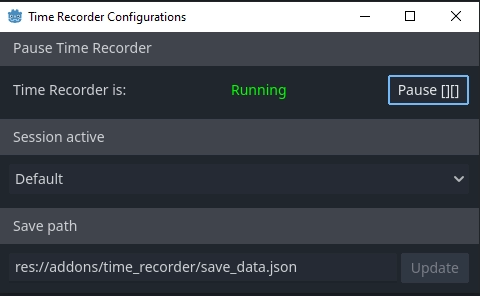 Time Recorder Configurations
Pause Time Recorder
Time Recorder is: Running Pause [][]
Session active
Default
Save path
res://addons/time_recorder/save_data.json Update